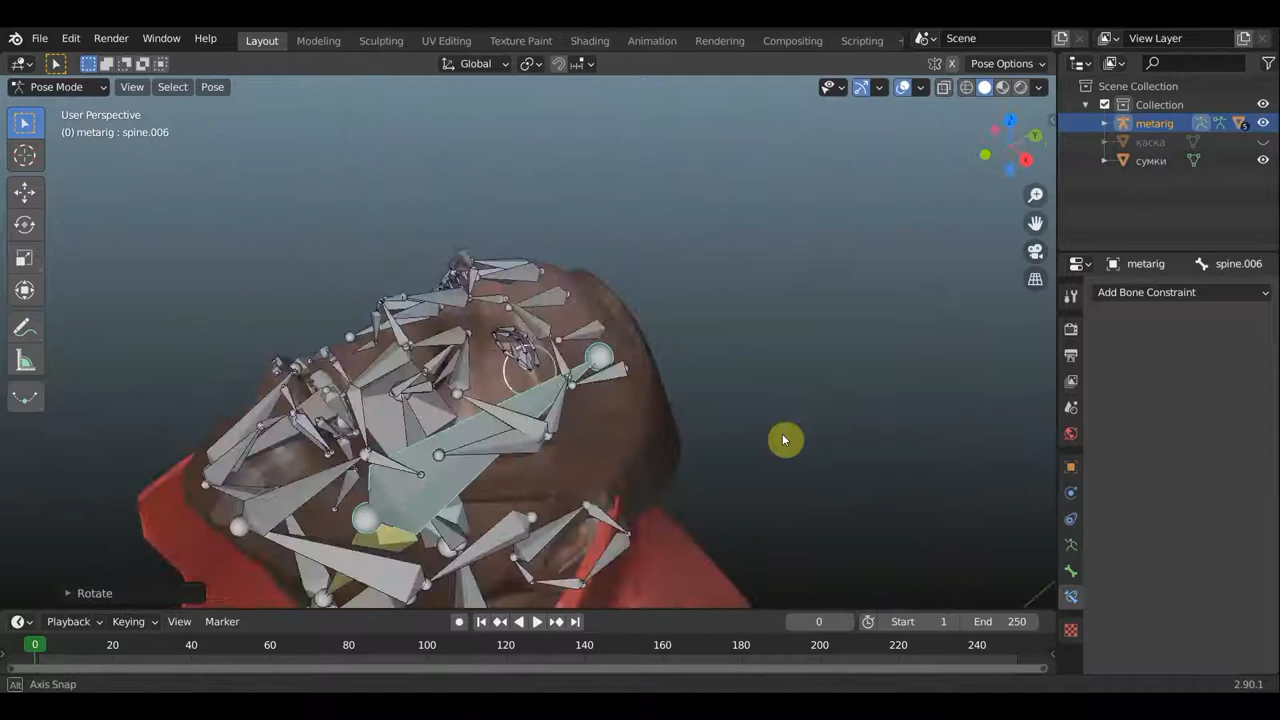 File Edit Render Window Help
Layout Modeling Sculpting UV Editing Texture Paint Shading Animation Rendering Compositing Scripting
Scene View Layer
Global X Pose Options
Pose Mode View Select Pose
User Perspective
(0) metarig : spine.006
Scene Collection
Collection
metarig 5
каска
сумки
Z
Y
X
metarig spine.006
Add Bone Constraint
Rotate
Playback Keying View Marker 0 Start 1 End 250
0 20 40 60 80 100 120 140 160 180 200 220 240
Alt Axis Snap 2.90.1